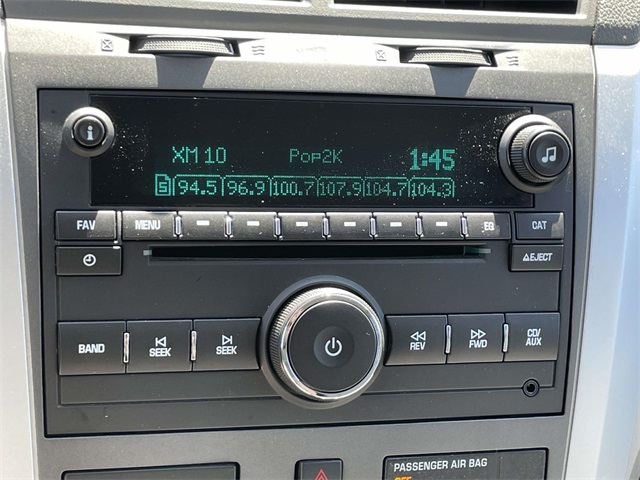 XM 10 Pop2K 1:45
5 94.5 96.9 100.7 107.9 104.7 104.3
FAV MENU EQ CAT
EJECT
BAND SEEK SEEK REV FWD CD/AUX
PASSENGER AIR BAG
OFF